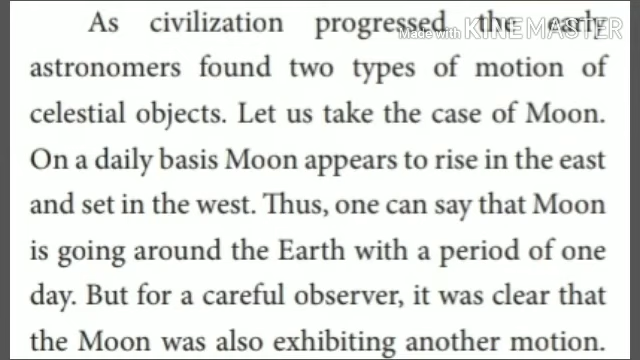 As civilization progressed the early
Made with KINEMASTER
astronomers found two types of motion of
celestial objects. Let us take the case of Moon.
On a daily basis Moon appears to rise in the east
and set in the west. Thus, one can say that Moon
is going around the Earth with a period of one
day. But for a careful observer, it was clear that
the Moon was also exhibiting another motion.